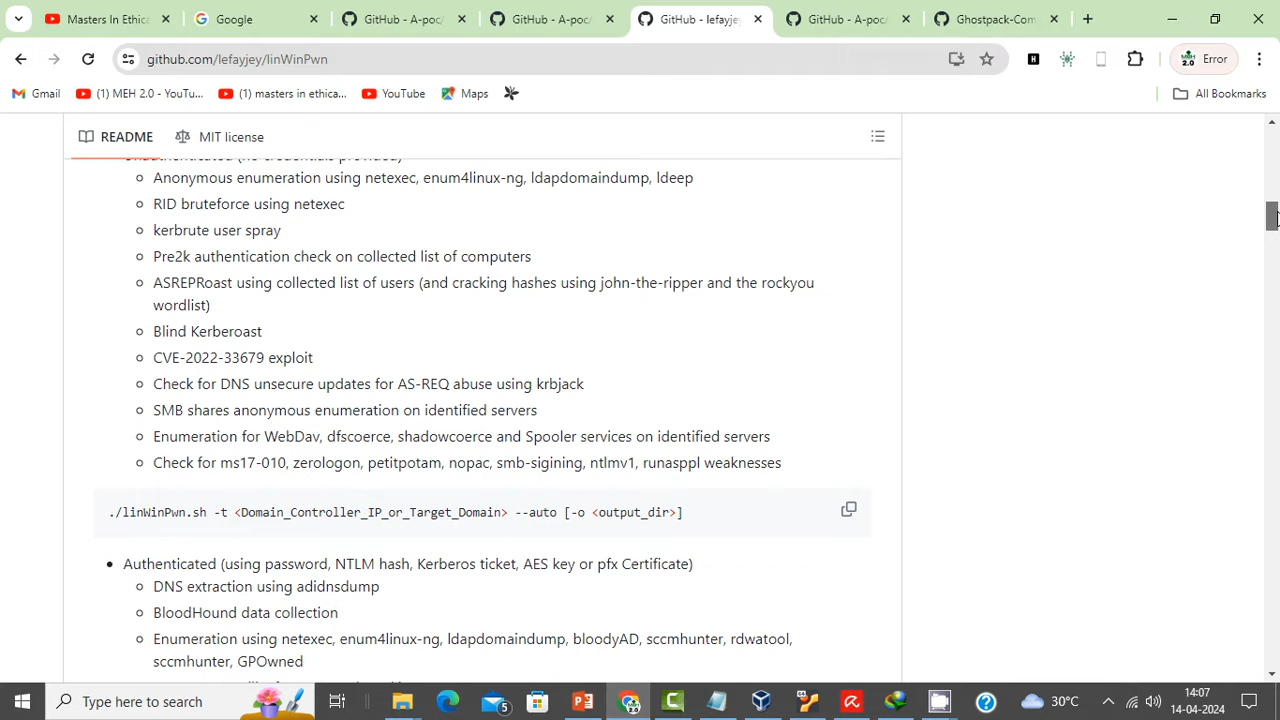 Masters In Ethica
Google
GitHub - A-poc/
GitHub - A-poc/
GitHub - lefayjey
GitHub - A-poc/
Ghostpack-Com
github.com/lefayjey/linWinPwn
Error
Gmail
(1) MEH 2.0 - YouTu...
(1) masters in ethica...
YouTube
Maps
All Bookmarks
README
MIT license
Unauthenticated (no credentials provided)
Anonymous enumeration using netexec, enum4linux-ng, ldapdomaindump, ldeep
RID bruteforce using netexec
kerbrute user spray
Pre2k authentication check on collected list of computers
ASREPRoast using collected list of users (and cracking hashes using john-the-ripper and the rockyou
wordlist)
Blind Kerberoast
CVE-2022-33679 exploit
Check for DNS unsecure updates for AS-REQ abuse using krbjack
SMB shares anonymous enumeration on identified servers
Enumeration for WebDav, dfscoerce, shadowcoerce and Spooler services on identified servers
Check for ms17-010, zerologon, petitpotam, nopac, smb-sigining, ntlmv1, runasppl weaknesses
./linWinPwn.sh -t <Domain_Controller_IP_or_Target_Domain> --auto [-o <output_dir>]
Authenticated (using password, NTLM hash, Kerberos ticket, AES key or pfx Certificate)
DNS extraction using adidnsdump
BloodHound data collection
Enumeration using netexec, enum4linux-ng, ldapdomaindump, bloodyAD, sccmhunter, rdwatool,
sccmhunter, GPOwned
Type here to search
5
30°C
14:07
14-04-2024